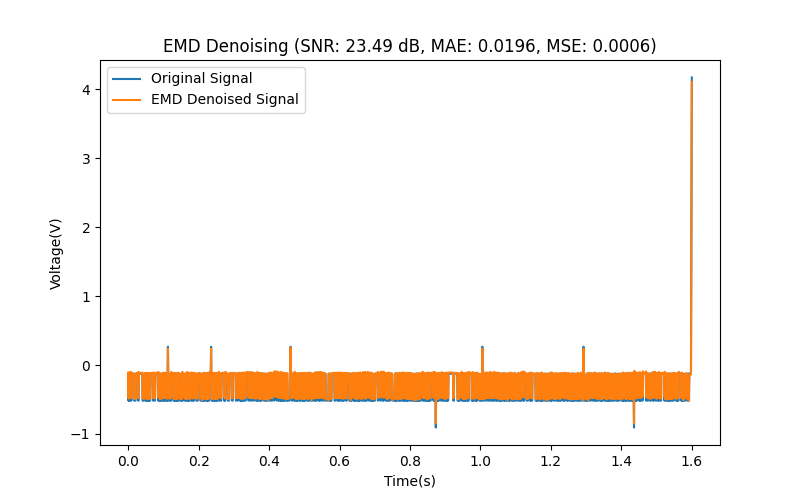 EMD Denoising (SNR: 23.49 dB, MAE: 0.0196, MSE: 0.0006)
Original Signal
EMD Denoised Signal
Voltage(V)
4
3
2
1
0
−1
0.0 0.2 0.4 0.6 0.8 1.0 1.2 1.4 1.6
Time(s)